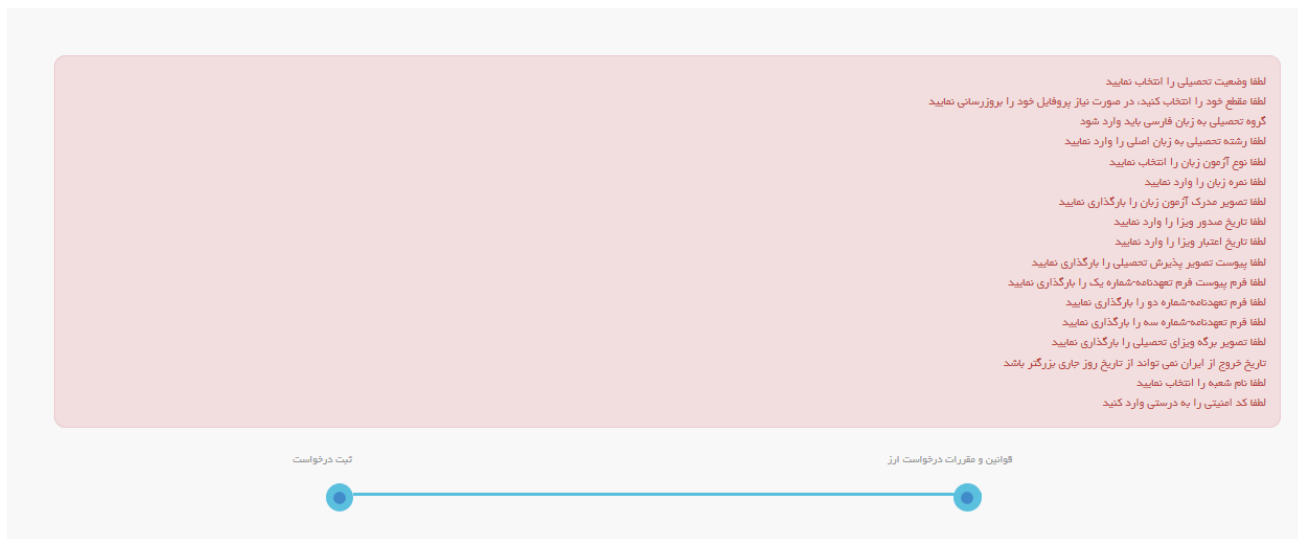 لطفا وضعیت تحصیلی را انتخاب نمایید
لطفا مقطع خود را انتخاب کنید، در صورت نیاز پروفایل خود را بروزرسانی نمایید
گروه تحصیلی به زبان فارسی باید وارد شود
لطفا رشته تحصیلی به زبان اصلی را وارد نمایید
لطفا نوع آزمون زبان را انتخاب نمایید
لطفا نمره زبان را وارد نمایید
لطفا تصویر مدرک آزمون زبان را بارگذاری نمایید
لطفا تاریخ صدور ویزا را وارد نمایید
لطفا تاریخ اعتبار ویزا را وارد نمایید
لطفا پیوست تصویر پذیرش تحصیلی را بارگذاری نمایید
لطفا فرم پیوست فرم تعهدنامه-شماره یک را بارگذاری نمایید
لطفا فرم تعهدنامه-شماره دو را بارگذاری نمایید
لطفا فرم تعهدنامه-شماره سه را بارگذاری نمایید
لطفا تصویر برگه ویزای تحصیلی را بارگذاری نمایید
تاریخ خروج از ایران نمی تواند از تاریخ روز جاری بزرگتر باشد
لطفا نام شعبه را انتخاب نمایید
لطفا کد امنیتی را به درستی وارد کنید
قوانین و مقررات درخواست ارز
ثبت درخواست